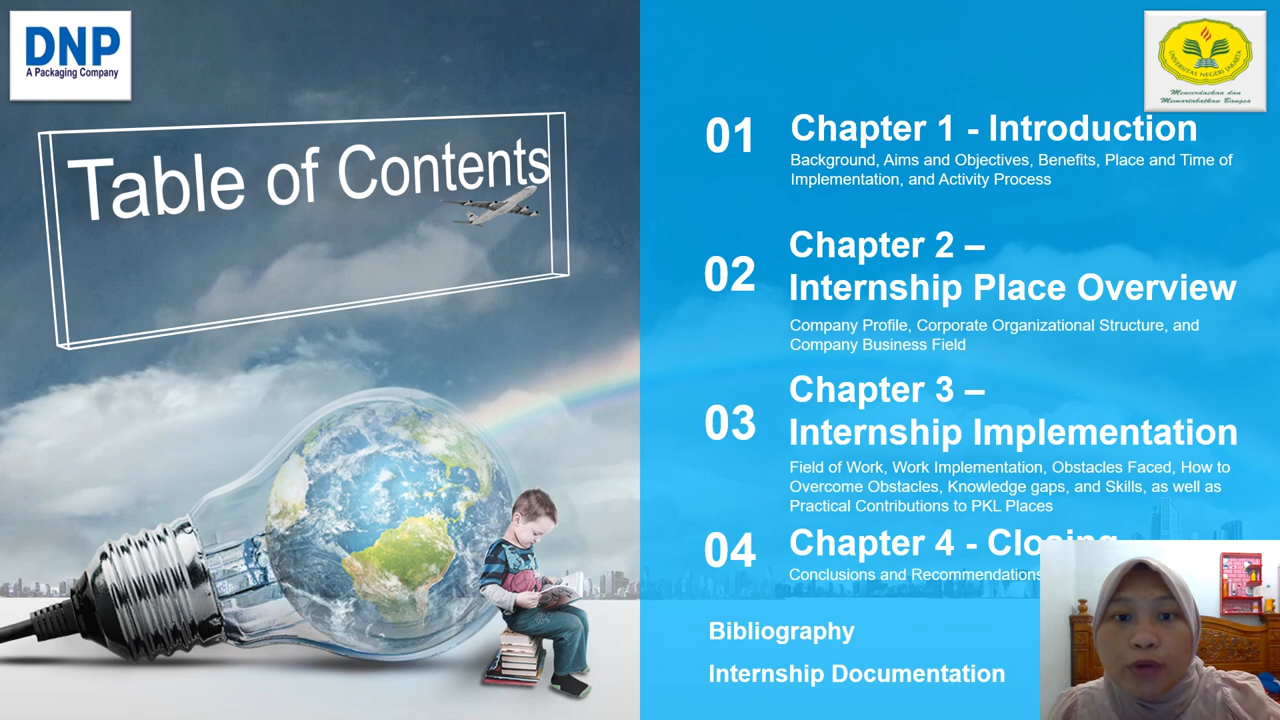 DNP
A Packaging Company
UNIVERSITAS NEGERI JAKARTA
Mencerdaskan dan
Memartabatkan Bangsa
Table of Contents
01
Chapter 1 - Introduction
Background, Aims and Objectives, Benefits, Place and Time of
Implementation, and Activity Process
02
Chapter 2 –
Internship Place Overview
Company Profile, Corporate Organizational Structure, and
Company Business Field
03
Chapter 3 –
Internship Implementation
Field of Work, Work Implementation, Obstacles Faced, How to
Overcome Obstacles, Knowledge gaps, and Skills, as well as
Practical Contributions to PKL Places
04
Chapter 4 - Closing
Conclusions and Recommendations
Bibliography
Internship Documentation